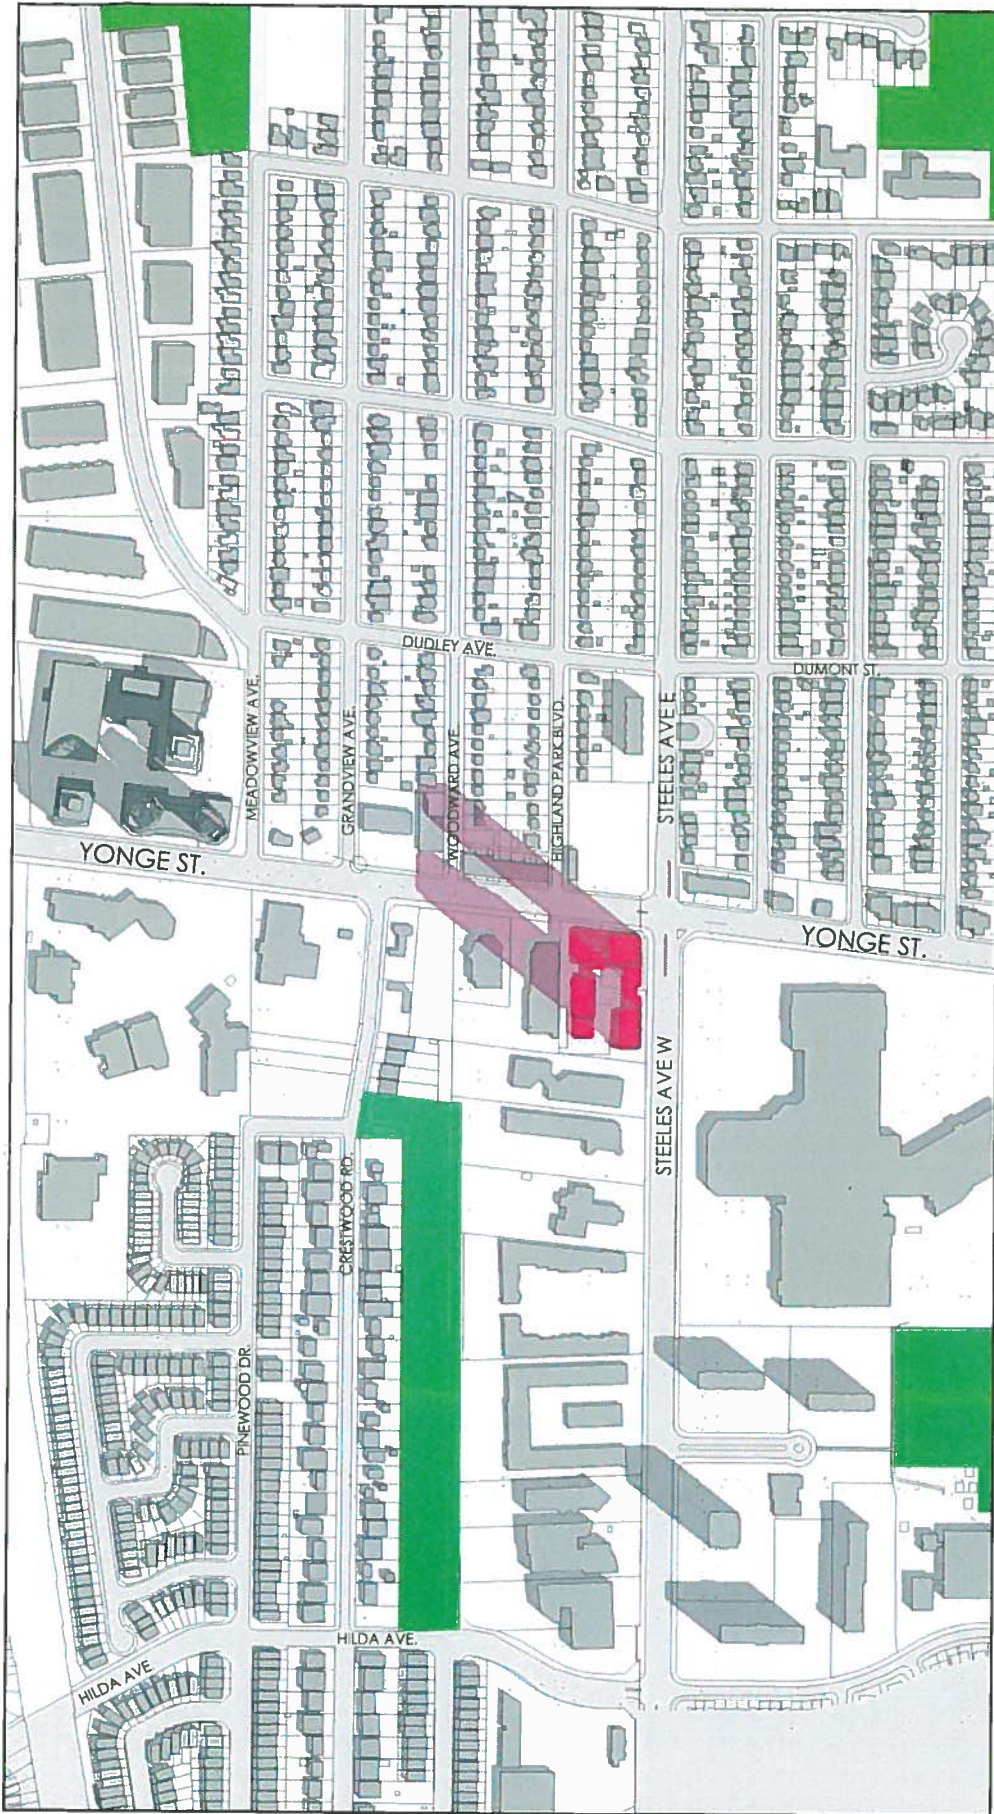 DUDLEY AVE.
DUMONT ST.
MEADOWVIEW AVE.
GRANDVIEW AVE.
WOODWARD AVE.
HIGHLAND PARK BLVD.
STEELES AVE E
YONGE ST.
YONGE ST.
STEELES AVE W
CRESTWOOD RD.
PINEWOOD DR.
HILDA AVE.
HILDA AVE